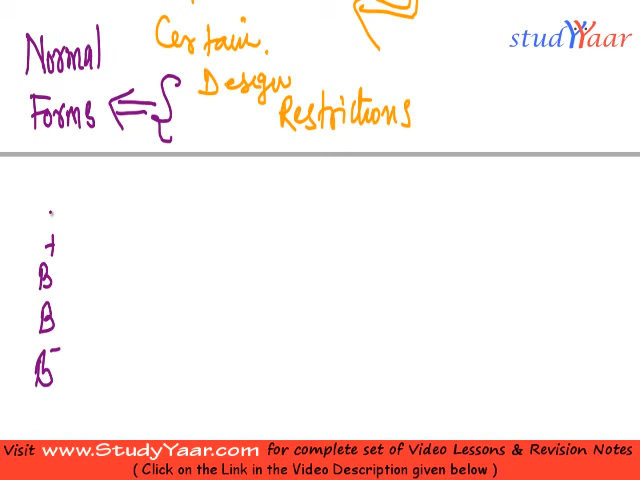 studYYaar
Certain.
Normal
Design
Forms
Restrictions
+
B
B
B-
Visit www.StudyYaar.com for complete set of Video Lessons & Revision Notes
( Click on the Link in the Video Description given below )